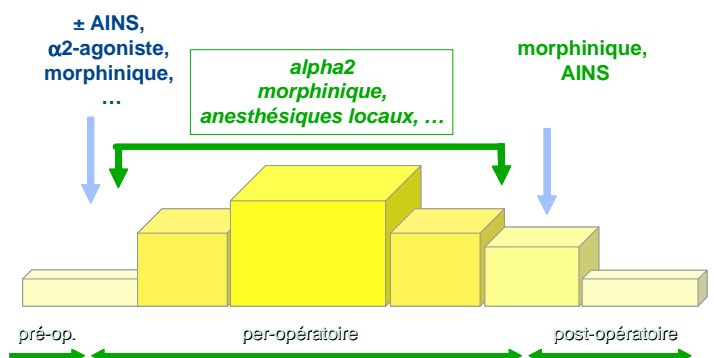 ± AINS,
α2-agoniste
morphinique,
…
alpha2
morphinique,
anesthésiques locaux, …
morphinique,
AINS
pré-op.
per-opératoire
post-opératoire